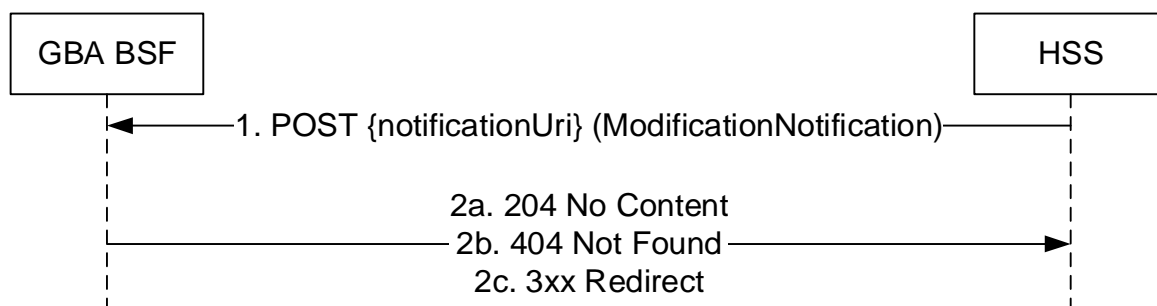 GBA BSF
HSS
1. POST {notificationUri} (ModificationNotification)
2a. 204 No Content
2b. 404 Not Found
2c. 3xx Redirect